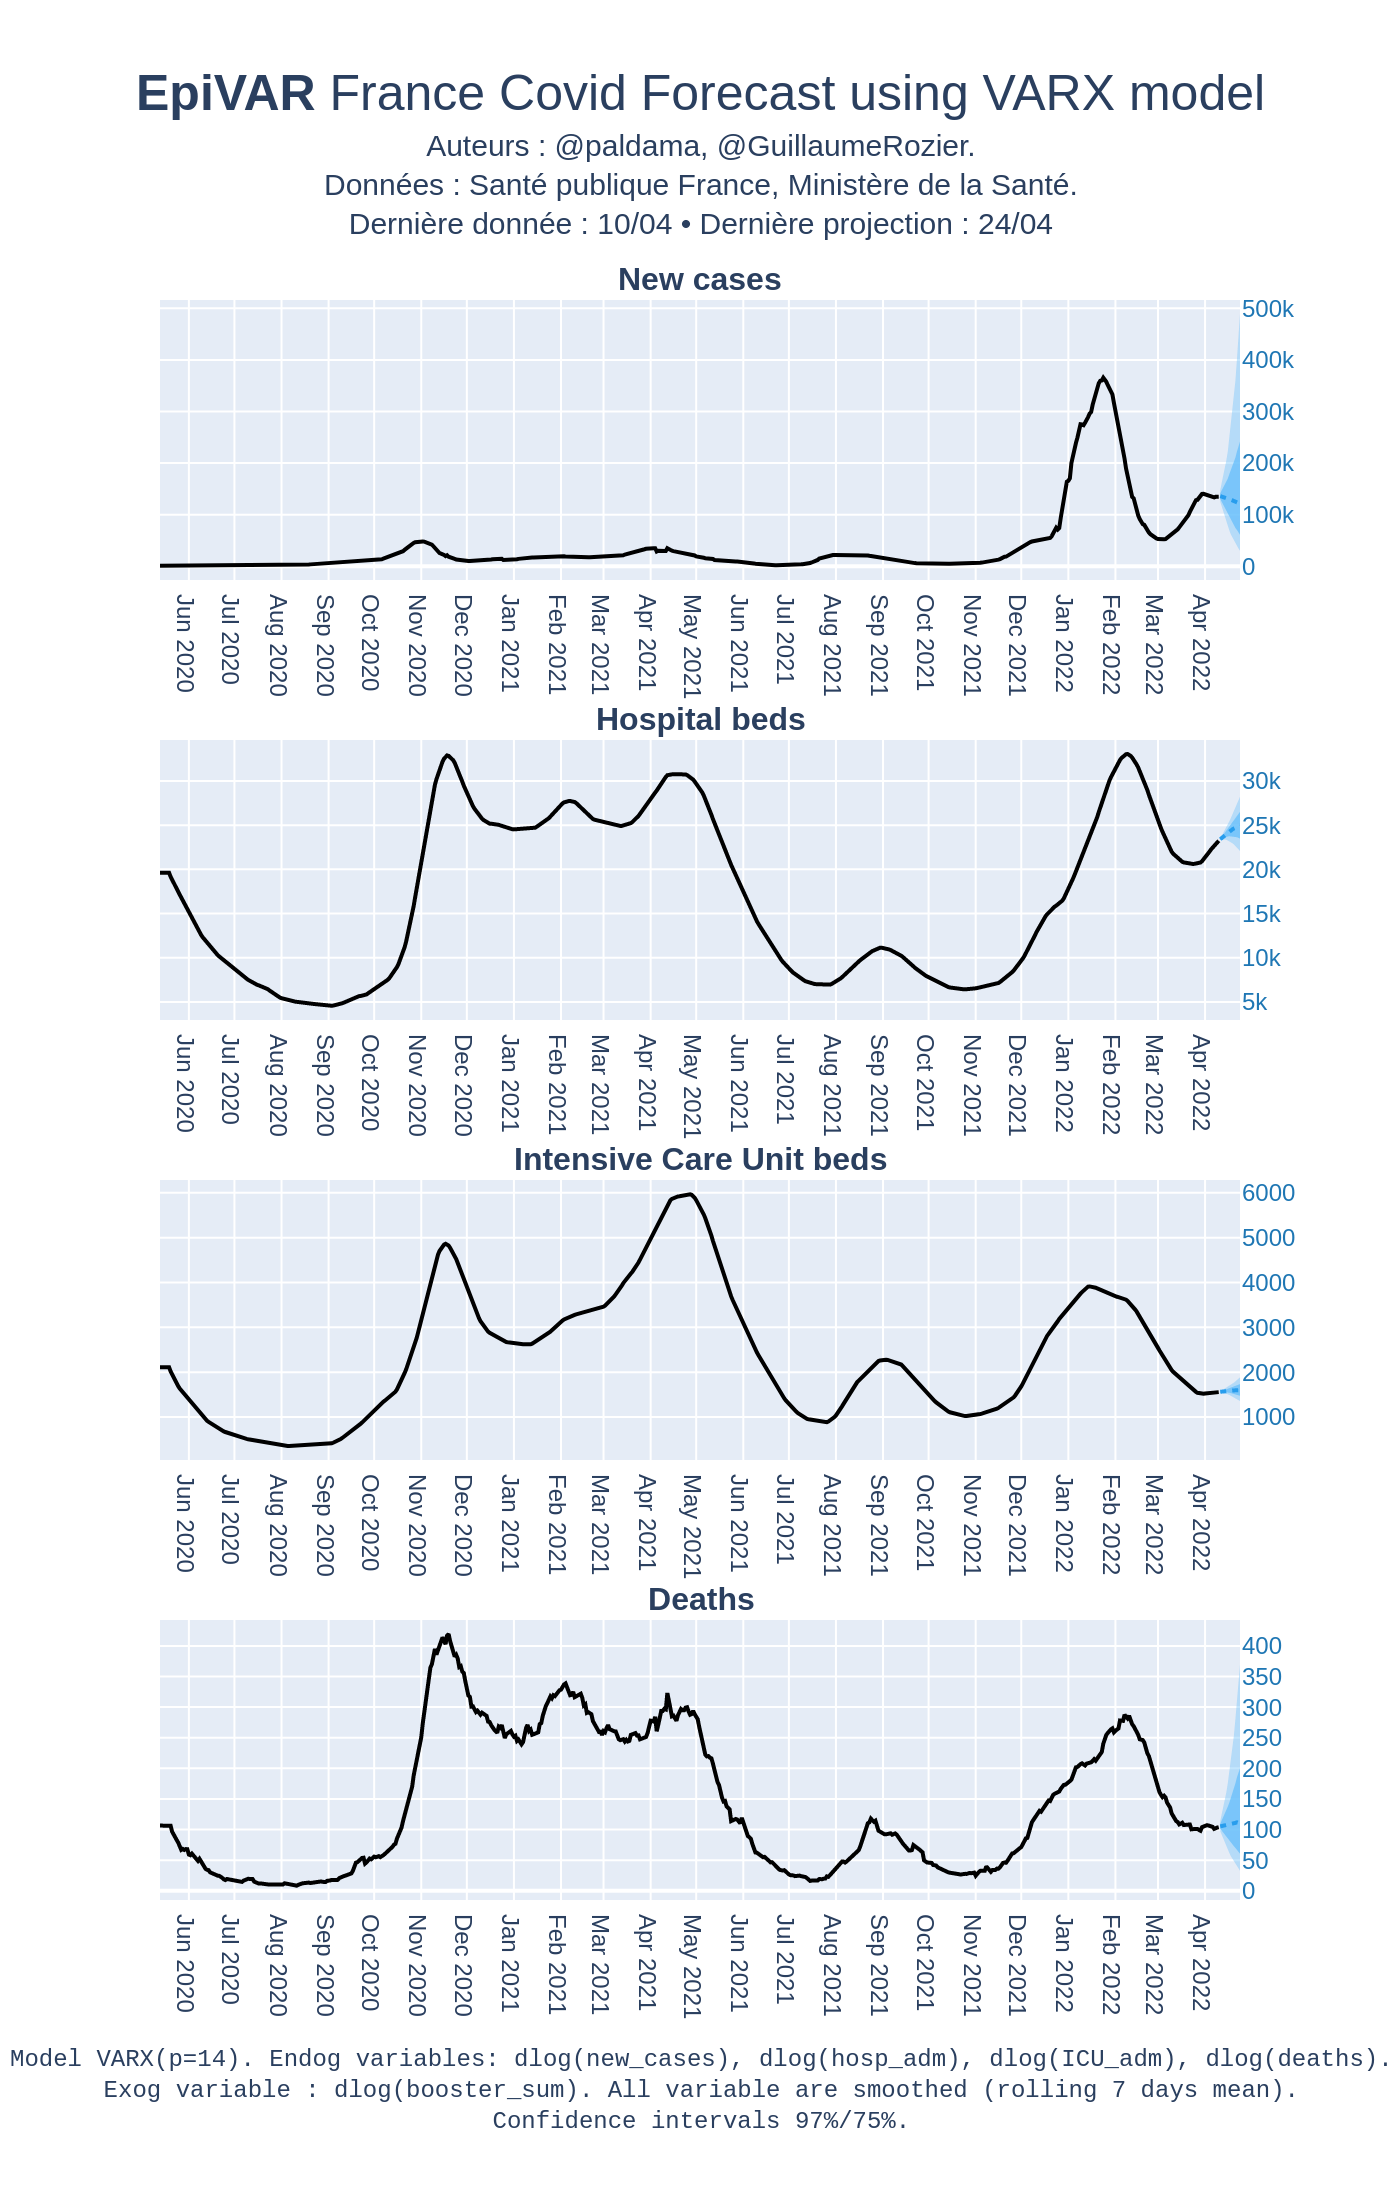 EpiVAR France Covid Forecast using VARX model
Auteurs : @paldama, @GuillaumeRozier.
Données : Santé publique France, Ministère de la Santé.
Dernière donnée : 10/04 • Dernière projection : 24/04
New cases
500k
400k
300k
200k
100k
0
Jun 2020
Jul 2020
Aug 2020
Sep 2020
Oct 2020
Nov 2020
Dec 2020
Jan 2021
Feb 2021
Mar 2021
Apr 2021
May 2021
Jun 2021
Jul 2021
Aug 2021
Sep 2021
Oct 2021
Nov 2021
Dec 2021
Jan 2022
Feb 2022
Mar 2022
Apr 2022
Hospital beds
30k
25k
20k
15k
10k
5k
Jun 2020
Jul 2020
Aug 2020
Sep 2020
Oct 2020
Nov 2020
Dec 2020
Jan 2021
Feb 2021
Mar 2021
Apr 2021
May 2021
Jun 2021
Jul 2021
Aug 2021
Sep 2021
Oct 2021
Nov 2021
Dec 2021
Jan 2022
Feb 2022
Mar 2022
Apr 2022
Intensive Care Unit beds
6000
5000
4000
3000
2000
1000
Jun 2020
Jul 2020
Aug 2020
Sep 2020
Oct 2020
Nov 2020
Dec 2020
Jan 2021
Feb 2021
Mar 2021
Apr 2021
May 2021
Jun 2021
Jul 2021
Aug 2021
Sep 2021
Oct 2021
Nov 2021
Dec 2021
Jan 2022
Feb 2022
Mar 2022
Apr 2022
Deaths
400
350
300
250
200
150
100
50
0
Jun 2020
Jul 2020
Aug 2020
Sep 2020
Oct 2020
Nov 2020
Dec 2020
Jan 2021
Feb 2021
Mar 2021
Apr 2021
May 2021
Jun 2021
Jul 2021
Aug 2021
Sep 2021
Oct 2021
Nov 2021
Dec 2021
Jan 2022
Feb 2022
Mar 2022
Apr 2022
Model VARX(p=14). Endog variables: dlog(new_cases), dlog(hosp_adm), dlog(ICU_adm), dlog(deaths).
Exog variable : dlog(booster_sum). All variable are smoothed (rolling 7 days mean).
Confidence intervals 97%/75%.